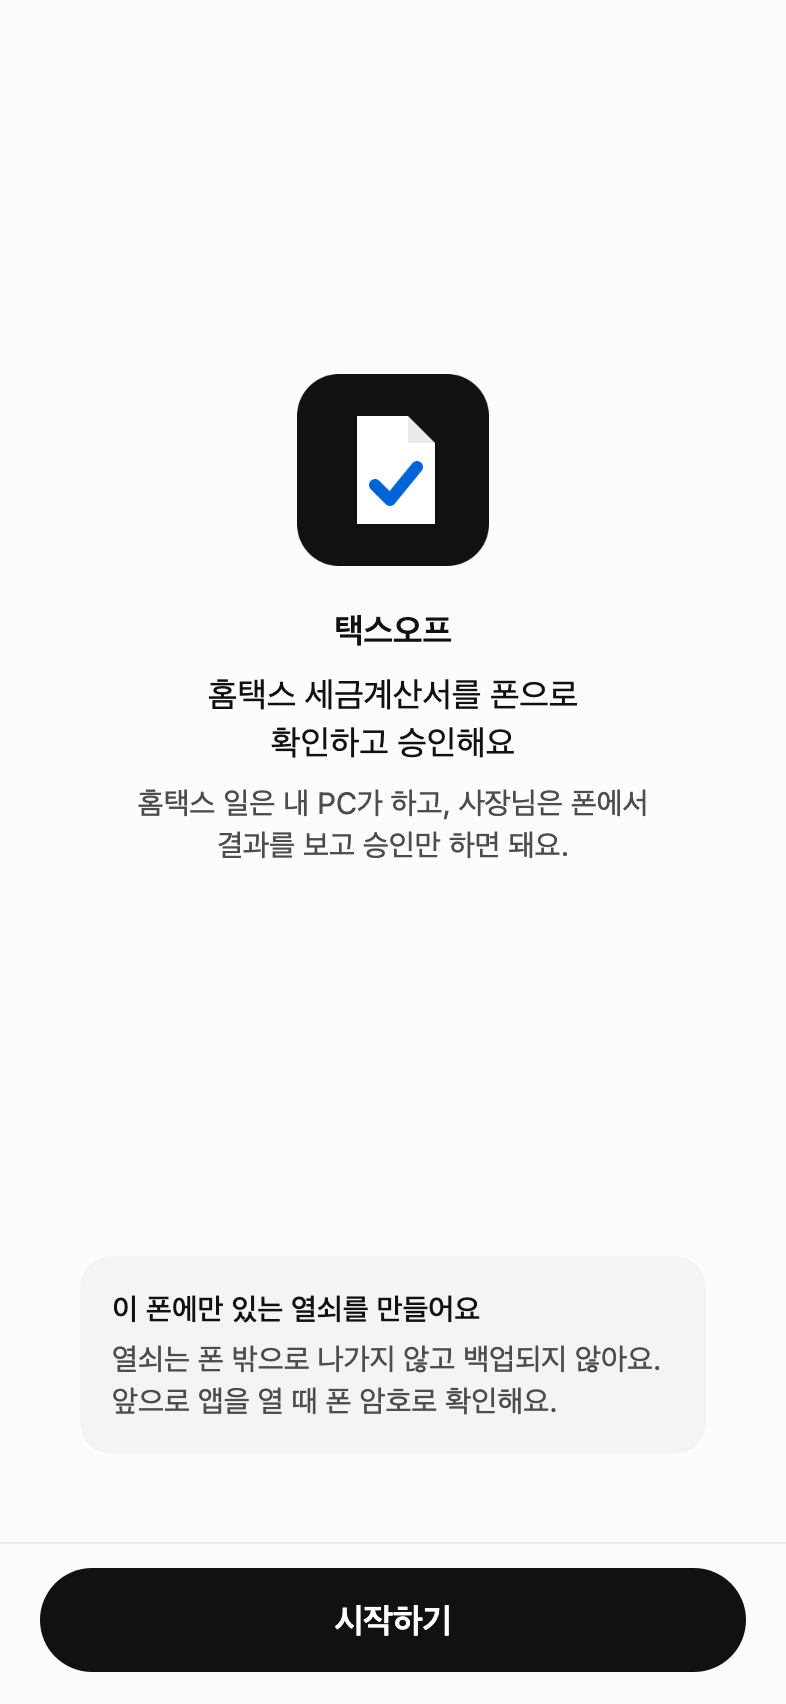 택스오프
홈택스 세금계산서를 폰으로
확인하고 승인해요
홈택스 일은 내 PC가 하고, 사장님은 폰에서
결과를 보고 승인만 하면 돼요.
이 폰에만 있는 열쇠를 만들어요
열쇠는 폰 밖으로 나가지 않고 백업되지 않아요.
앞으로 앱을 열 때 폰 암호로 확인해요.
시작하기